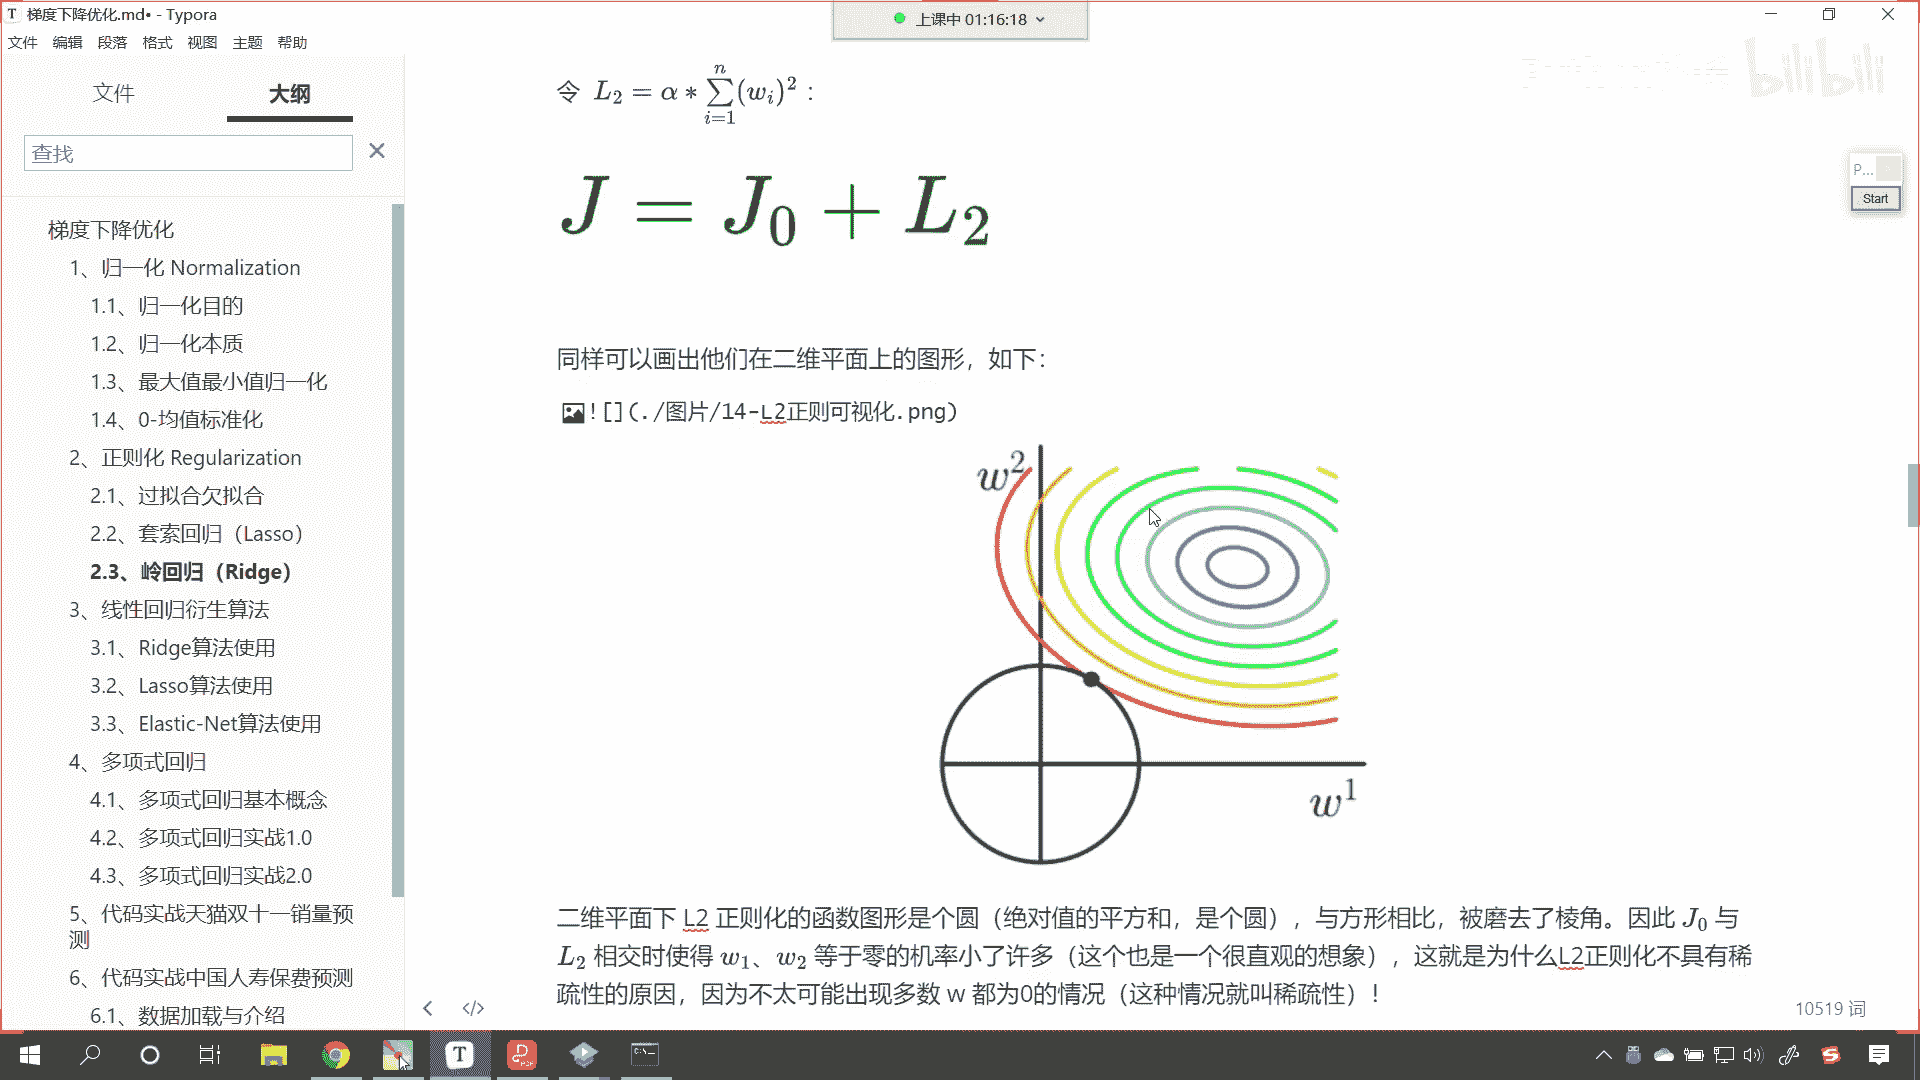 梯度下降优化.md• - Typora
上课中 01:16:18
文件 编辑 段落 格式 视图 主题 帮助
文件 大纲
查找
梯度下降优化
1、归一化 Normalization
1.1、归一化目的
1.2、归一化本质
1.3、最大值最小值归一化
1.4、0-均值标准化
2、正则化 Regularization
2.1、过拟合欠拟合
2.2、套索回归（Lasso）
2.3、岭回归（Ridge）
3、线性回归衍生算法
3.1、Ridge算法使用
3.2、Lasso算法使用
3.3、Elastic-Net算法使用
4、多项式回归
4.1、多项式回归基本概念
4.2、多项式回归实战1.0
4.3、多项式回归实战2.0
5、代码实战天猫双十一销量预
测
6、代码实战中国人寿保费预测
6.1、数据加载与介绍
令 L₂ = α * ∑ⁿᵢ₌₁(wᵢ)² ：
J = J₀ + L₂
同样可以画出他们在二维平面上的图形，如下：
![](./图片/14-L2正则可视化.png)
w²
w¹
二维平面下 L2 正则化的函数图形是个圆（绝对值的平方和，是个圆），与方形相比，被磨去了棱角。因此 J₀ 与
L₂ 相交时使得 w₁、w₂ 等于零的机率小了许多（这个也是一个很直观的想象），这就是为什么L2正则化不具有稀
疏性的原因，因为不太可能出现多数 w 都为0的情况（这种情况就叫稀疏性）！
10519 词
bilibili
P...
Start